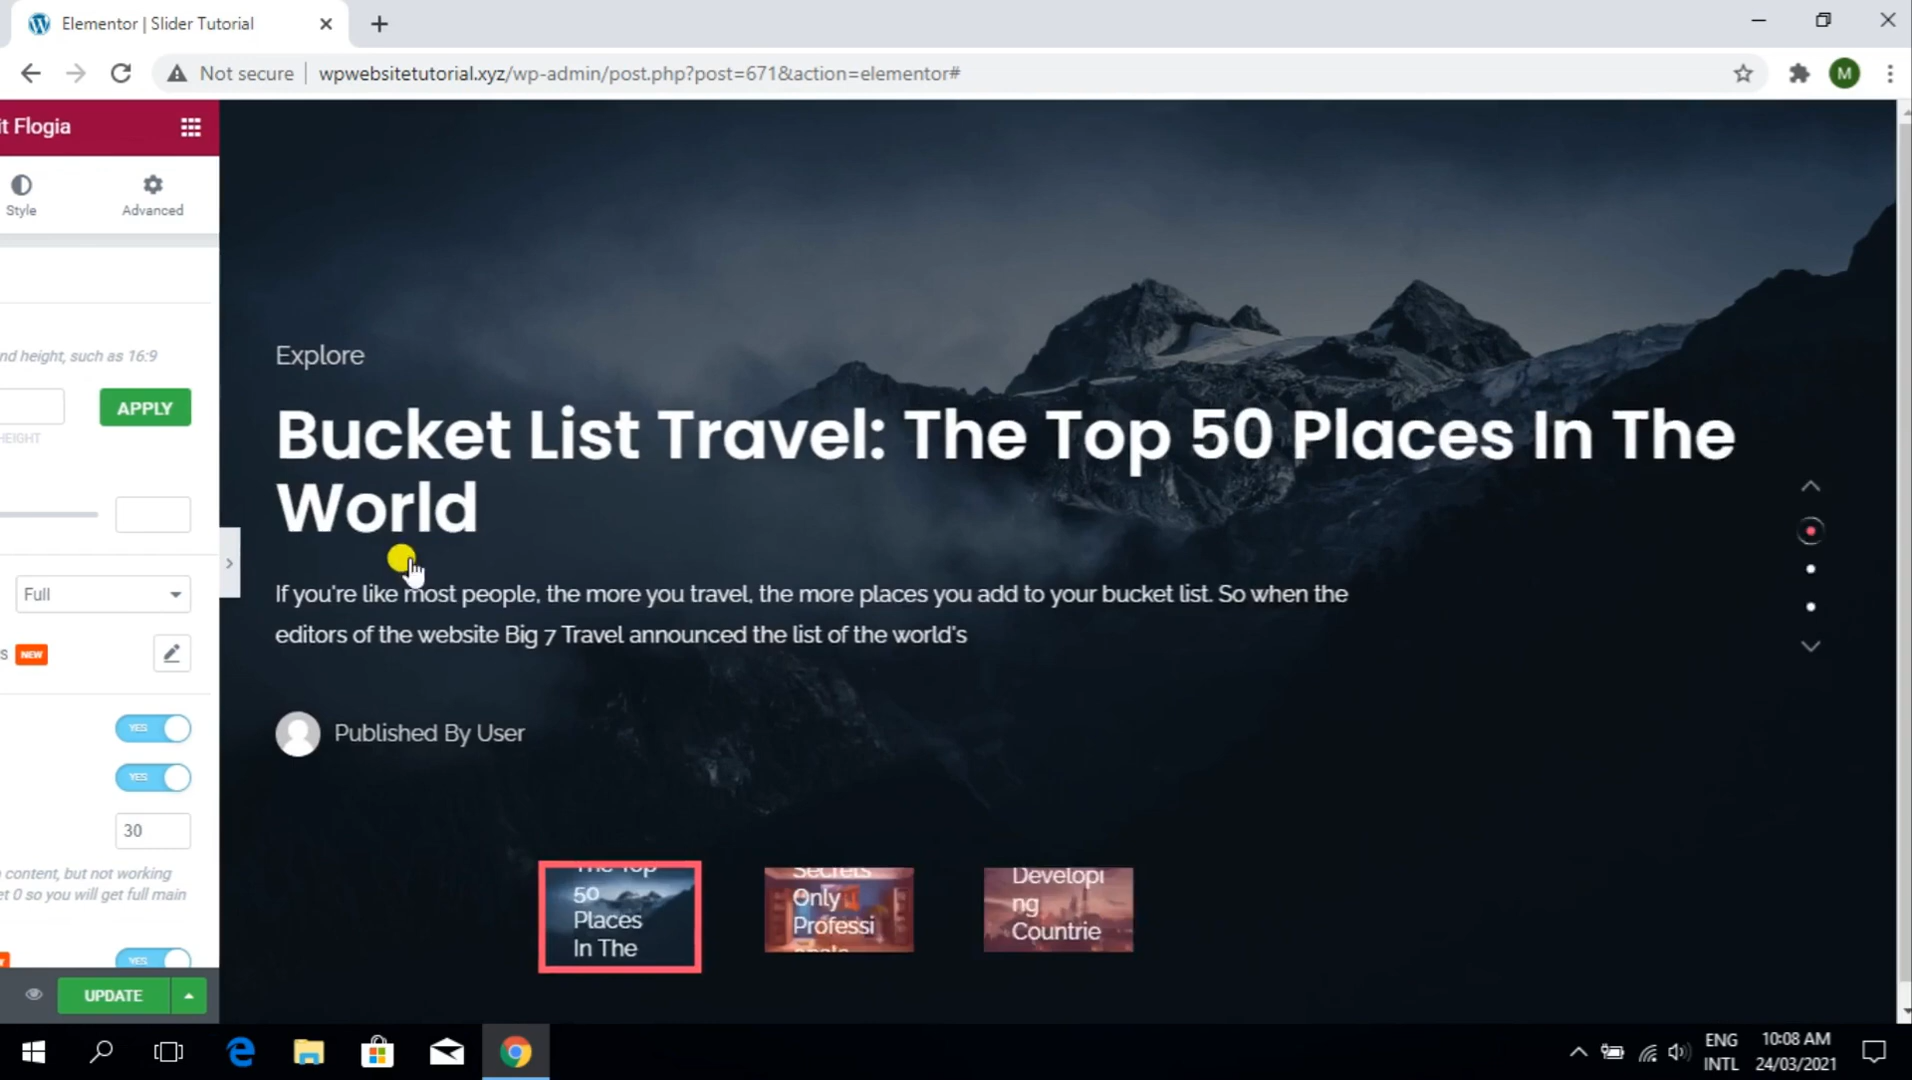 Elementor | Slider Tutorial
Not secure
wpwebsitetutorial.xyz/wp-admin/post.php?post=671&action=elementor#
M
it Flogia
Style
Advanced
nd height, such as 16:9
APPLY
HEIGHT
Full
S NEW
YES
YES
30
content, but not working
et 0 so you will get full main
YES
UPDATE
Explore
Bucket List Travel: The Top 50 Places In The
World
If you're like most people, the more you travel, the more places you add to your bucket list. So when the
editors of the website Big 7 Travel announced the list of the world's
Published By User
The Top
50
Places
In The
Secrets
Only
Professi
onals
Developi
ng
Countrie
ENG
INTL
10:08 AM
24/03/2021